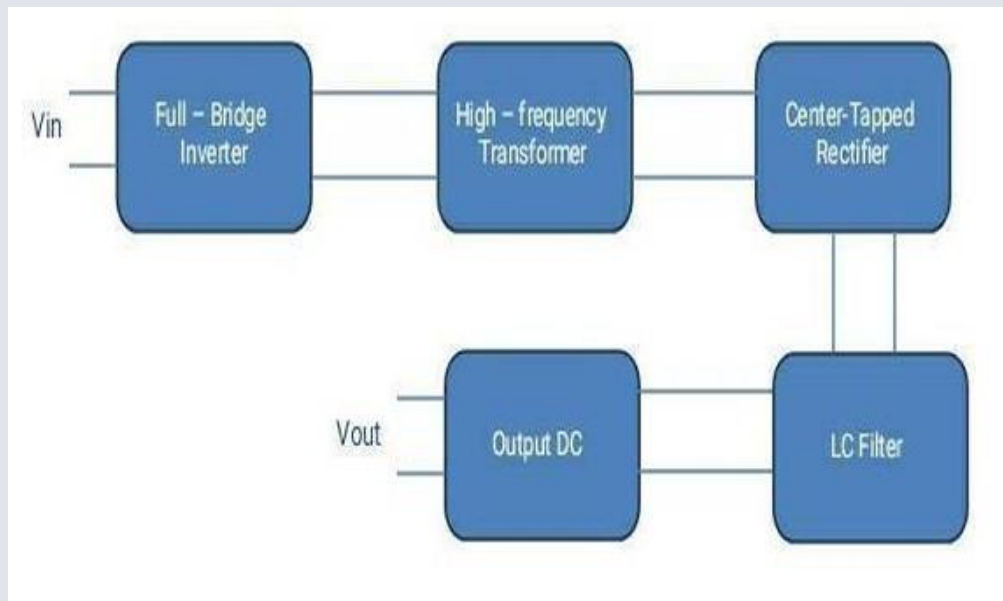 Vin
Full – Bridge
Inverter
High – frequency
Transformer
Center-Tapped
Rectifier
Vout
Output DC
LC Filter